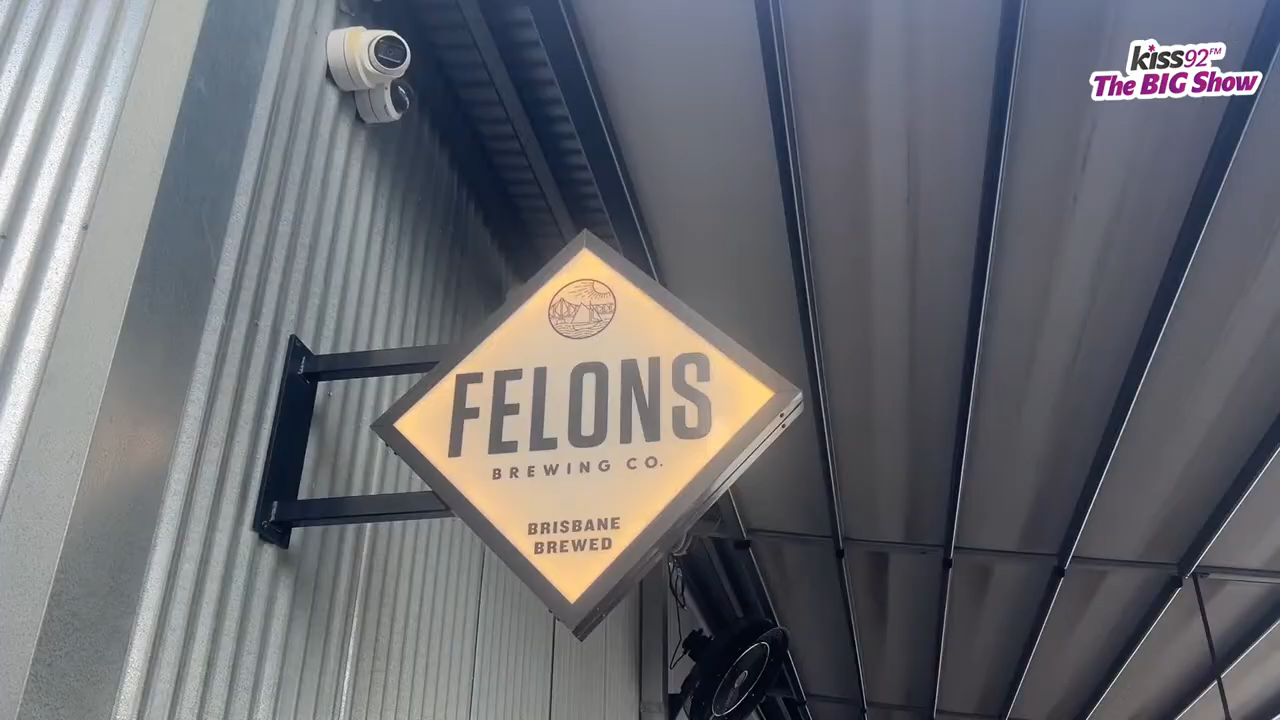 kiss92FM
The BIG Show
FELONS
BREWING CO.
BRISBANE
BREWED